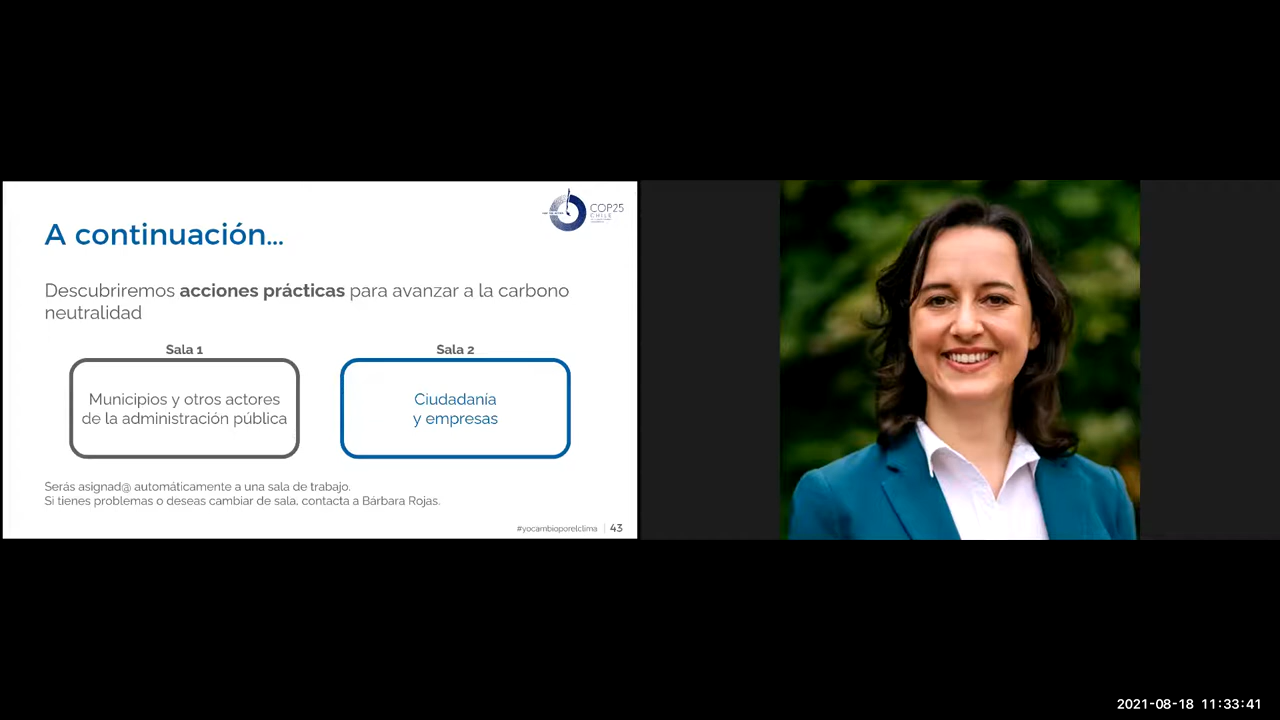 COP25
CHILE
A continuación...
Descubriremos acciones prácticas para avanzar a la carbono
neutralidad
Sala 1
Sala 2
Municipios y otros actores
de la administración pública
Ciudadanía
y empresas
Serás asignad@ automáticamente a una sala de trabajo.
Si tienes problemas o deseas cambiar de sala, contacta a Bárbara Rojas.
#yocambioporelclima | 43
2021-08-18 11:33:41